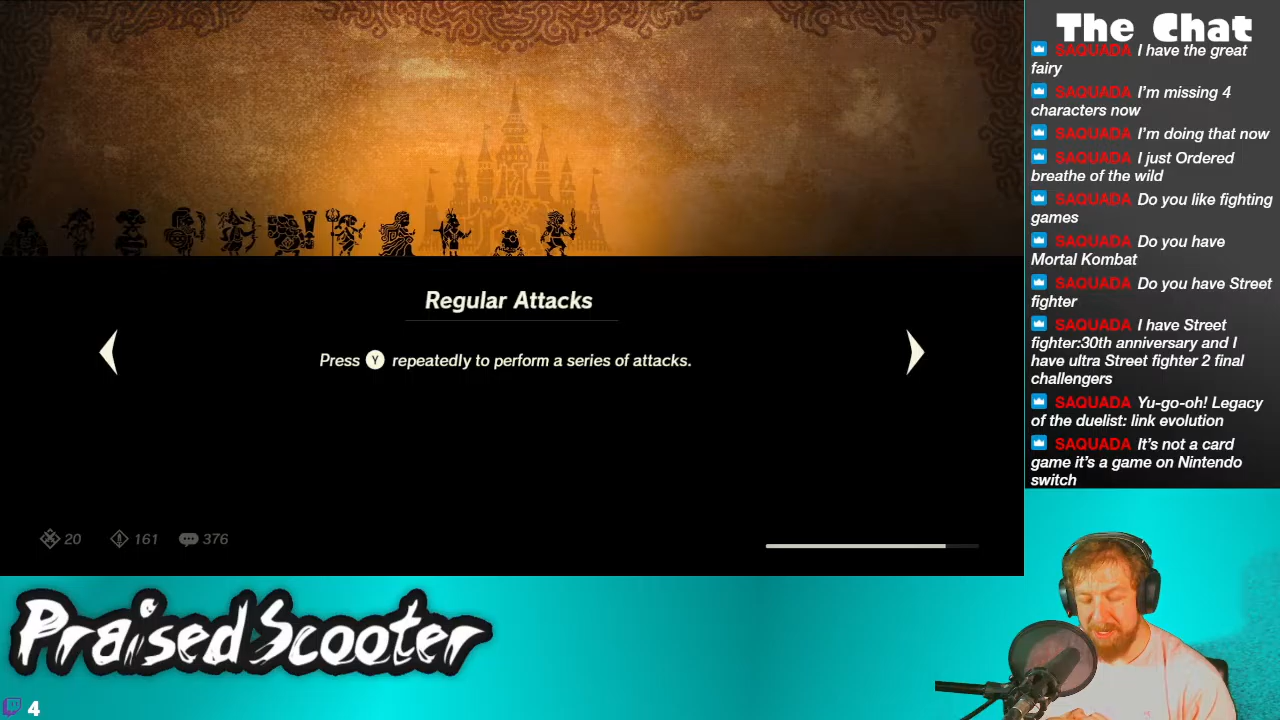 The Chat
SAQUADA I have the great
fairy
SAQUADA I'm missing 4
characters now
SAQUADA I'm doing that now
SAQUADA I just Ordered
breathe of the wild
SAQUADA Do you like fighting
games
SAQUADA Do you have
Mortal Kombat
SAQUADA Do you have Street
fighter
SAQUADA I have Street
fighter:30th anniversary and I
have ultra Street fighter 2 final
challengers
SAQUADA Yu-go-oh! Legacy
of the duelist: link evolution
SAQUADA It's not a card
game it's a game on Nintendo
switch
Regular Attacks
Press Y repeatedly to perform a series of attacks.
20 161 376
PraisedScooter
4